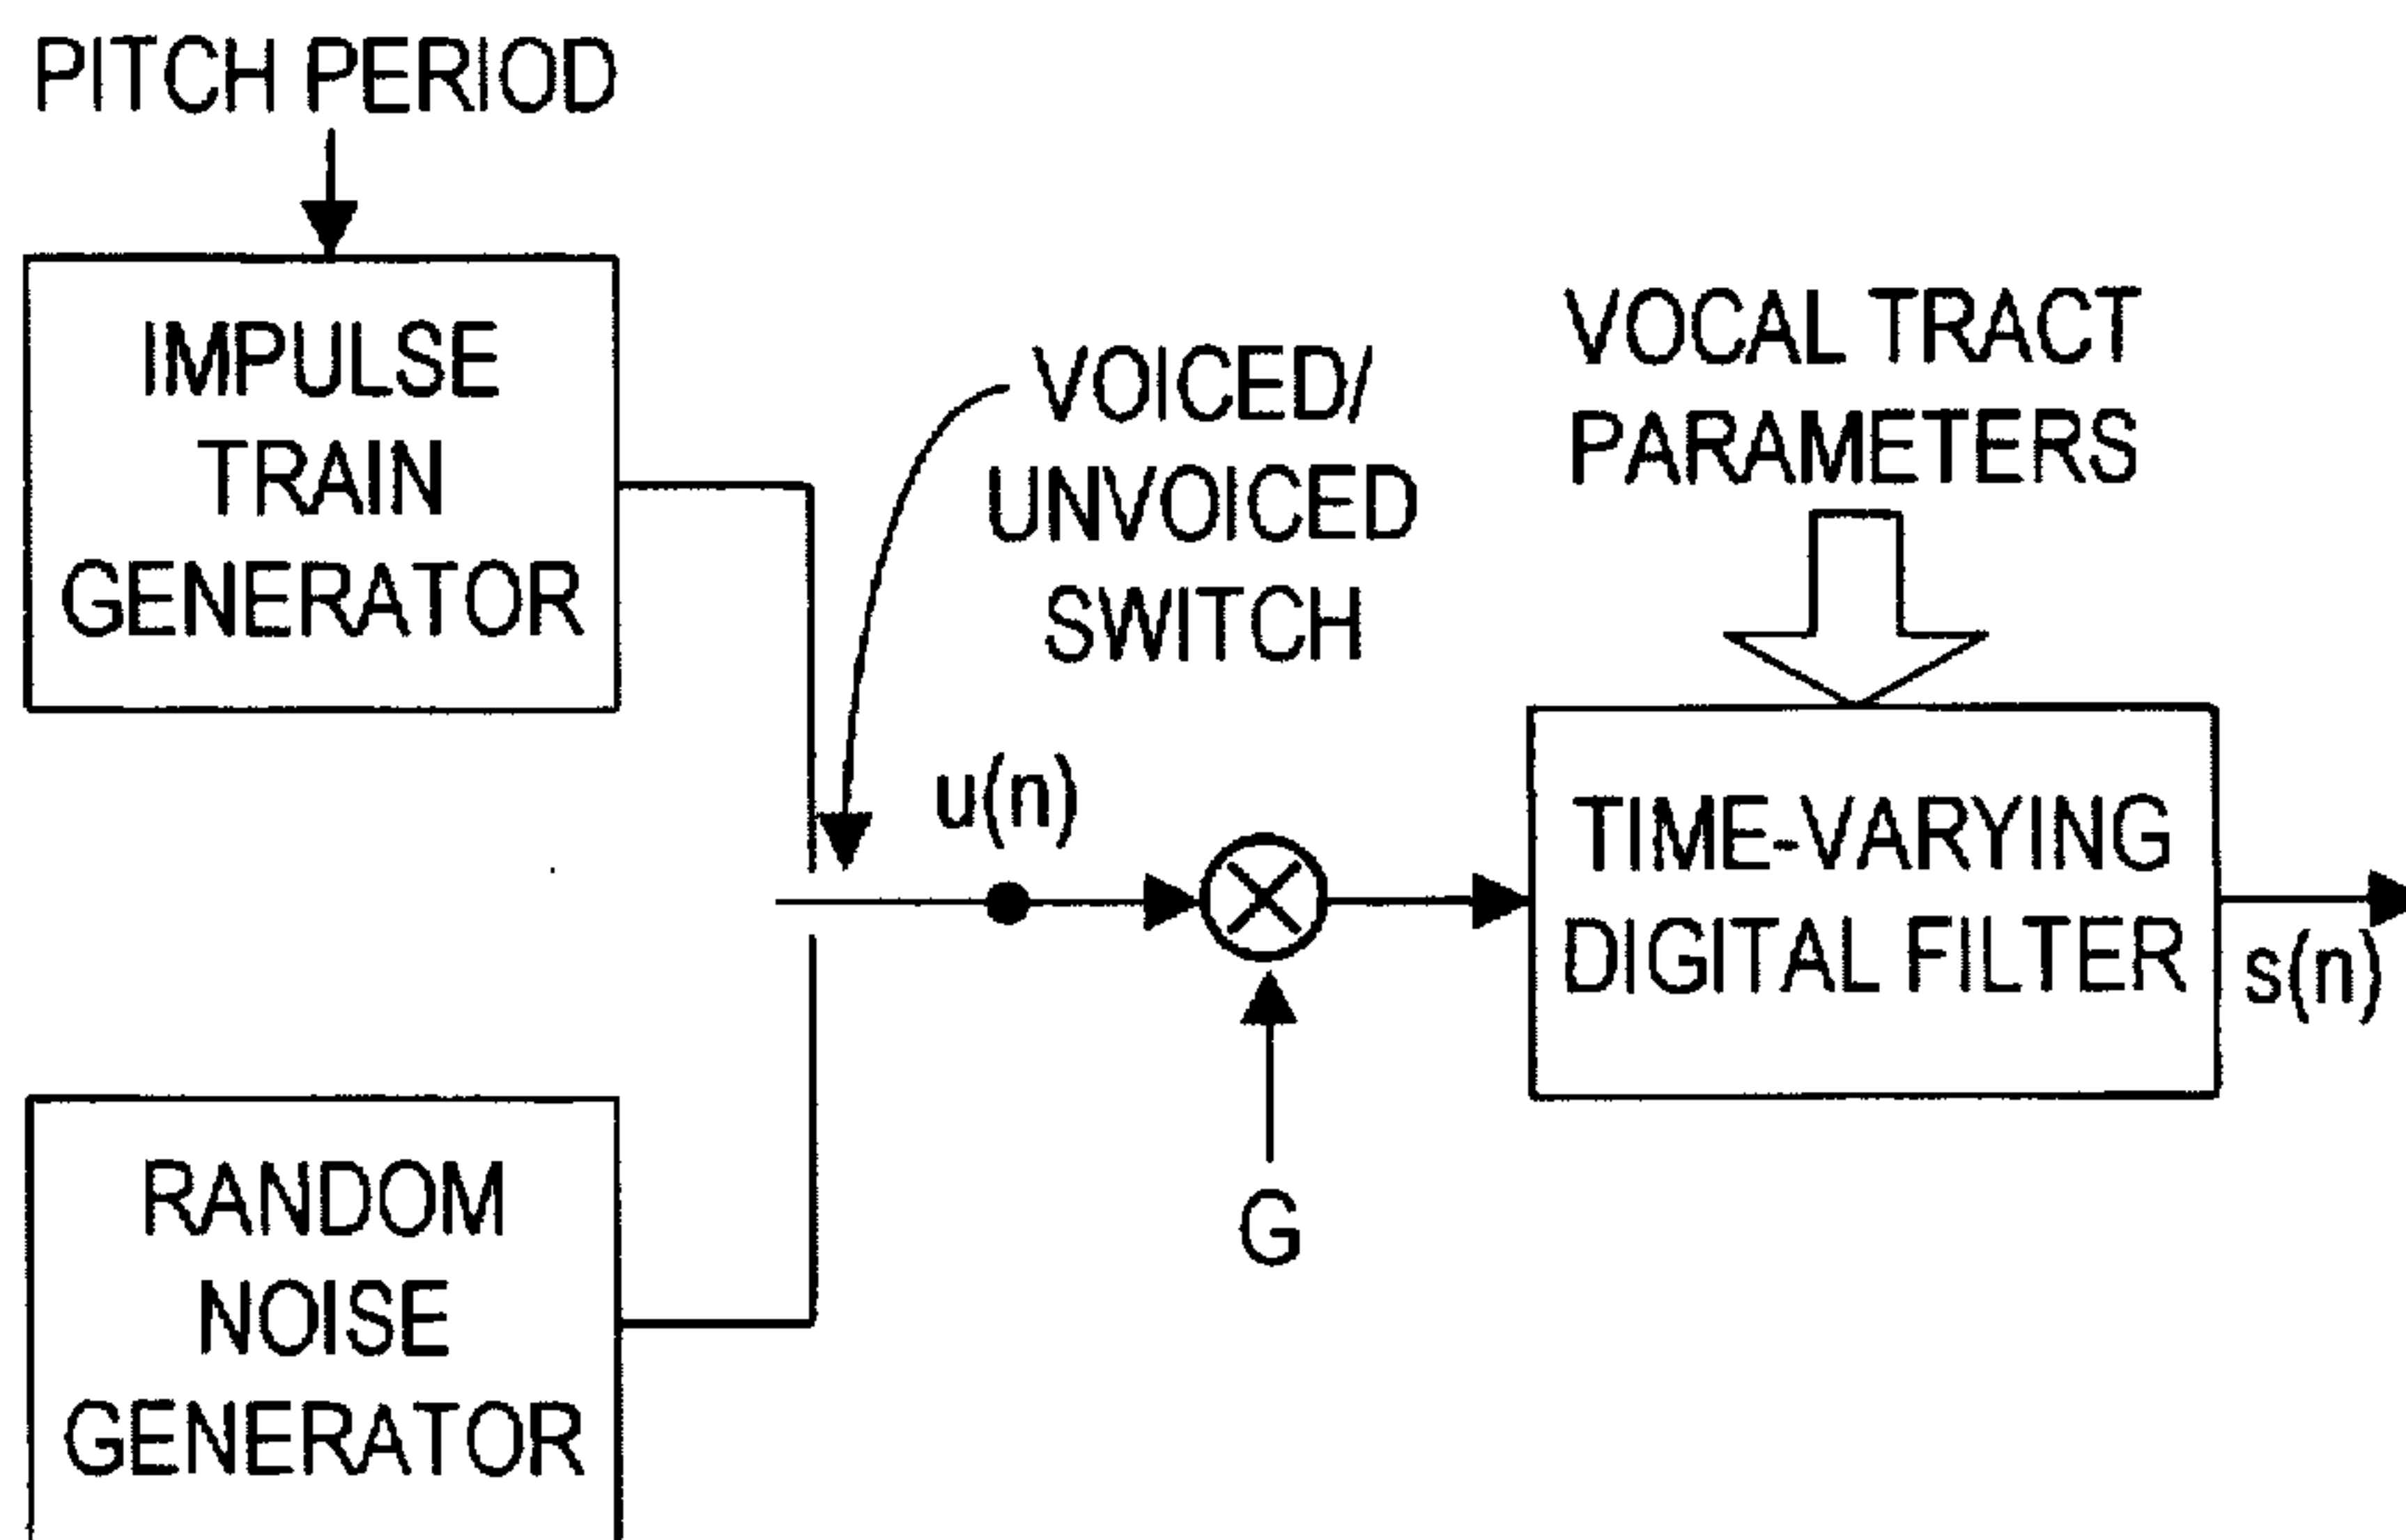 PITCH PERIOD
IMPULSE
TRAIN
GENERATOR
VOICED/
UNVOICED
SWITCH
VOCAL TRACT
PARAMETERS
u(n)
TIME-VARYING
DIGITAL FILTER
s(n)
G
RANDOM
NOISE
GENERATOR